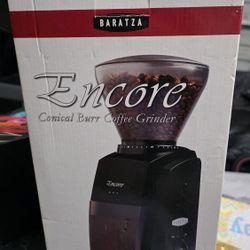 BARATZA
Encore
Conical Burr Coffee Grinder
Encore